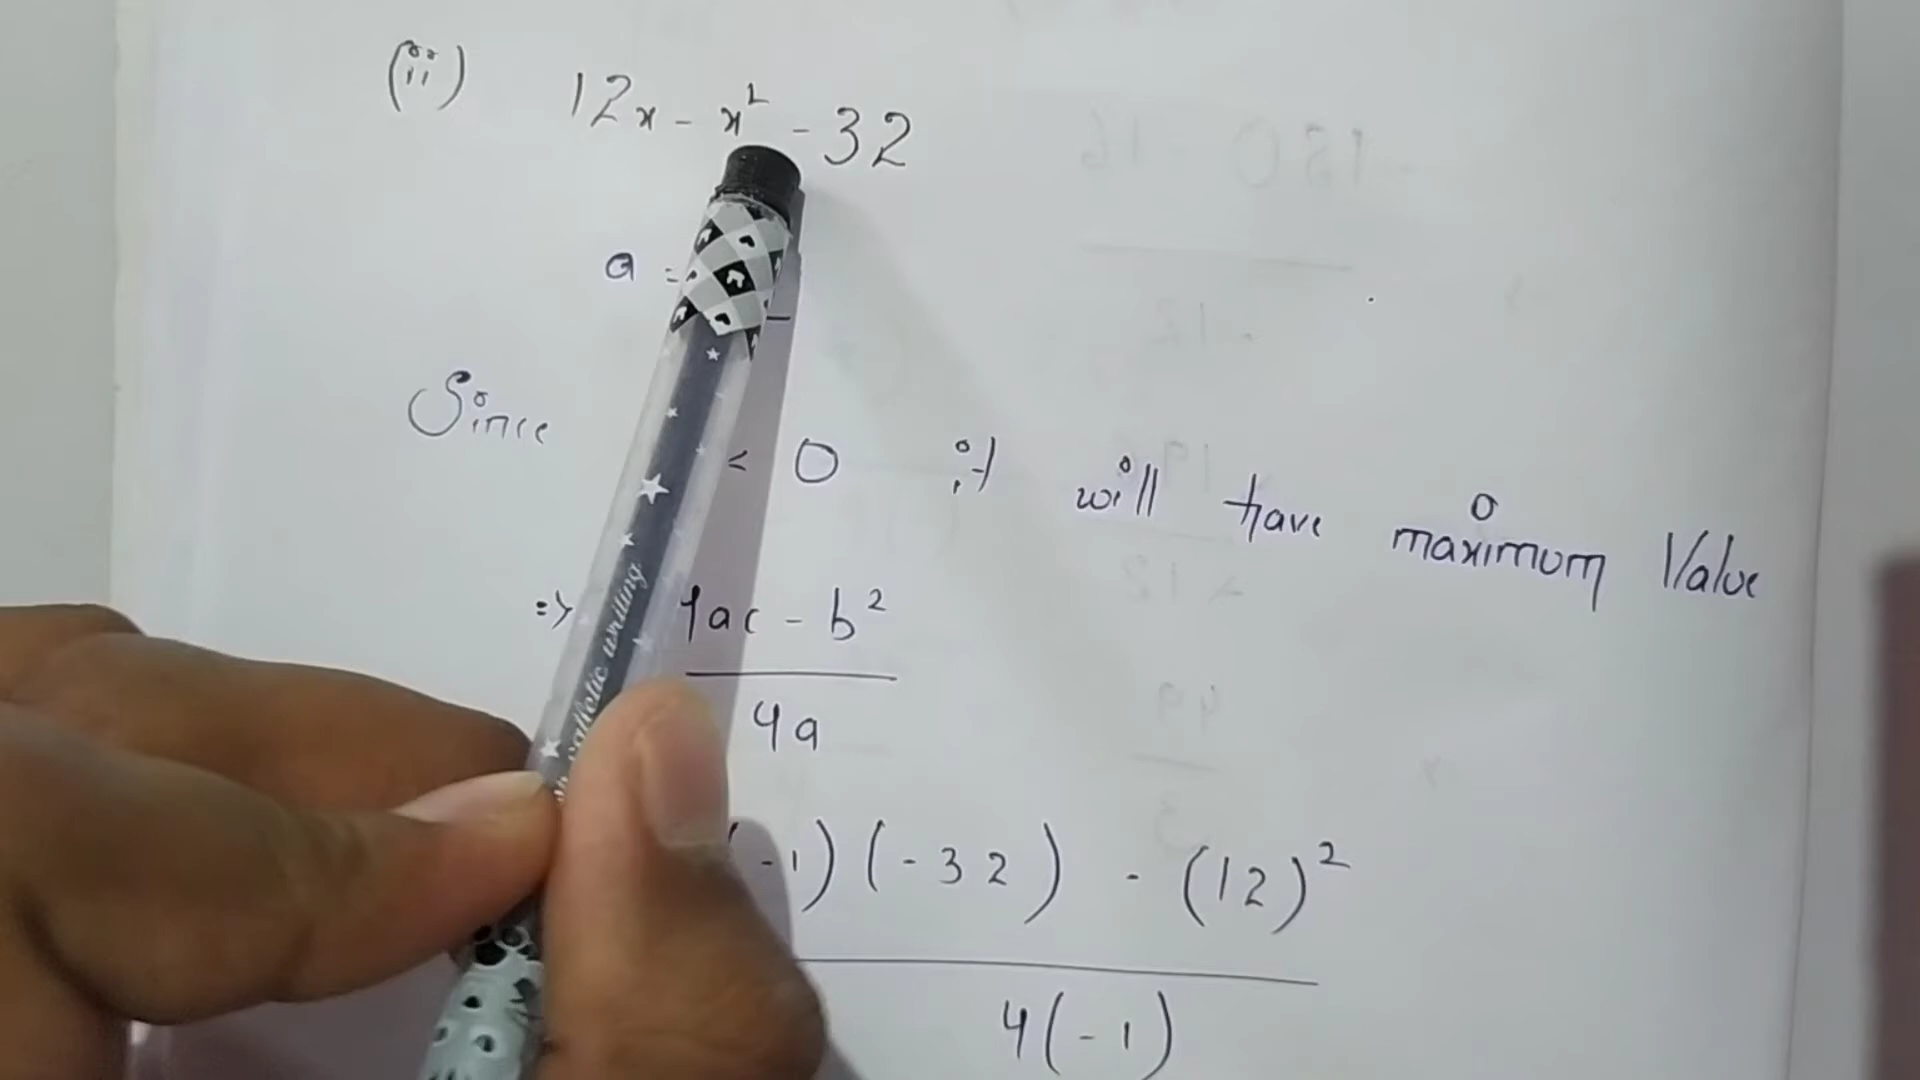 (ii) 12x - x² - 32
a =
Since < 0 it will have maximum Value
=> 4ac - b²
4a
-1) (-32) - (12)²
4(-1)
writing